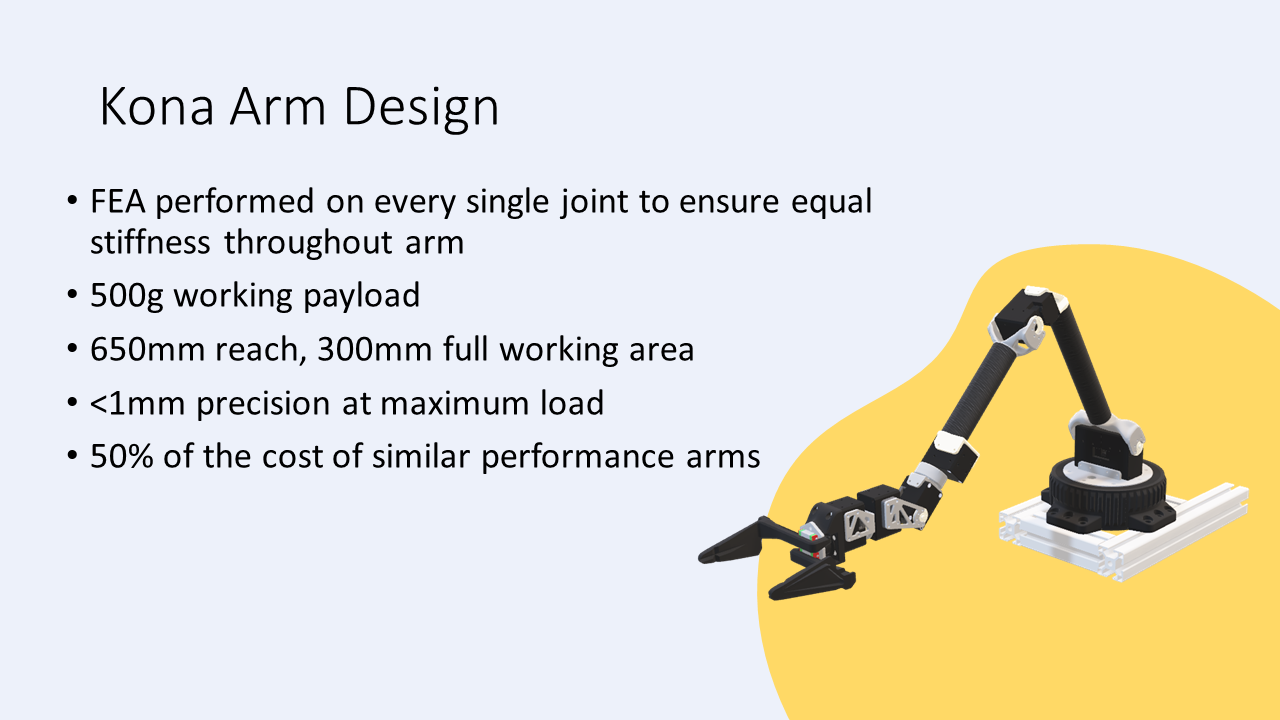 Kona Arm Design
• FEA performed on every single joint to ensure equal
stiffness throughout arm
• 500g working payload
• 650mm reach, 300mm full working area
• <1mm precision at maximum load
• 50% of the cost of similar performance arms